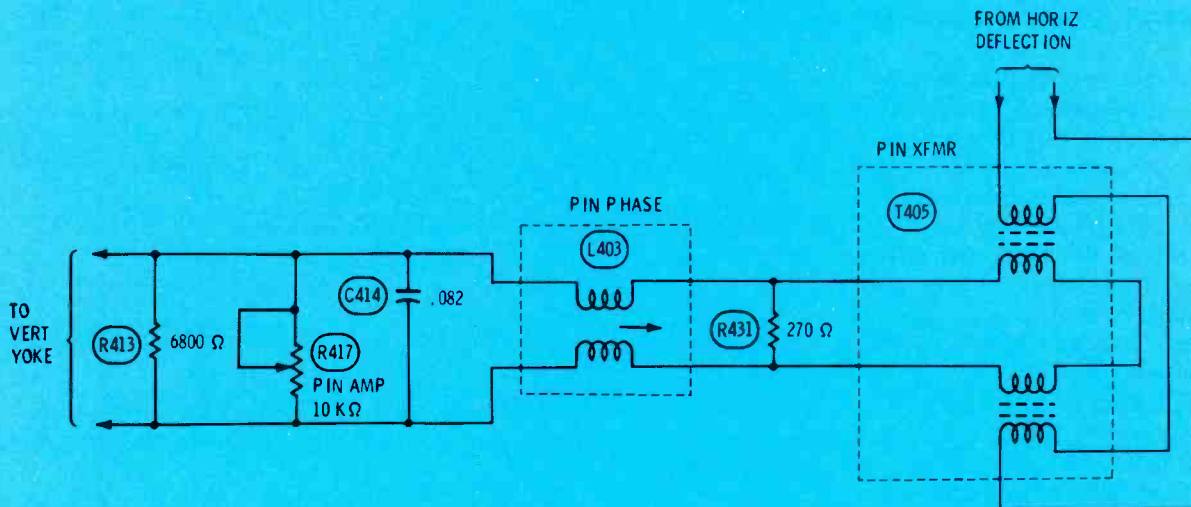 FROM HORIZ
DEFLECTION
PIN XFMR
T405
PIN PHASE
L403
TO
VERT
YOKE
R413
6800 Ω
R417
PIN AMP
10 KΩ
C414
.082
R431
270 Ω